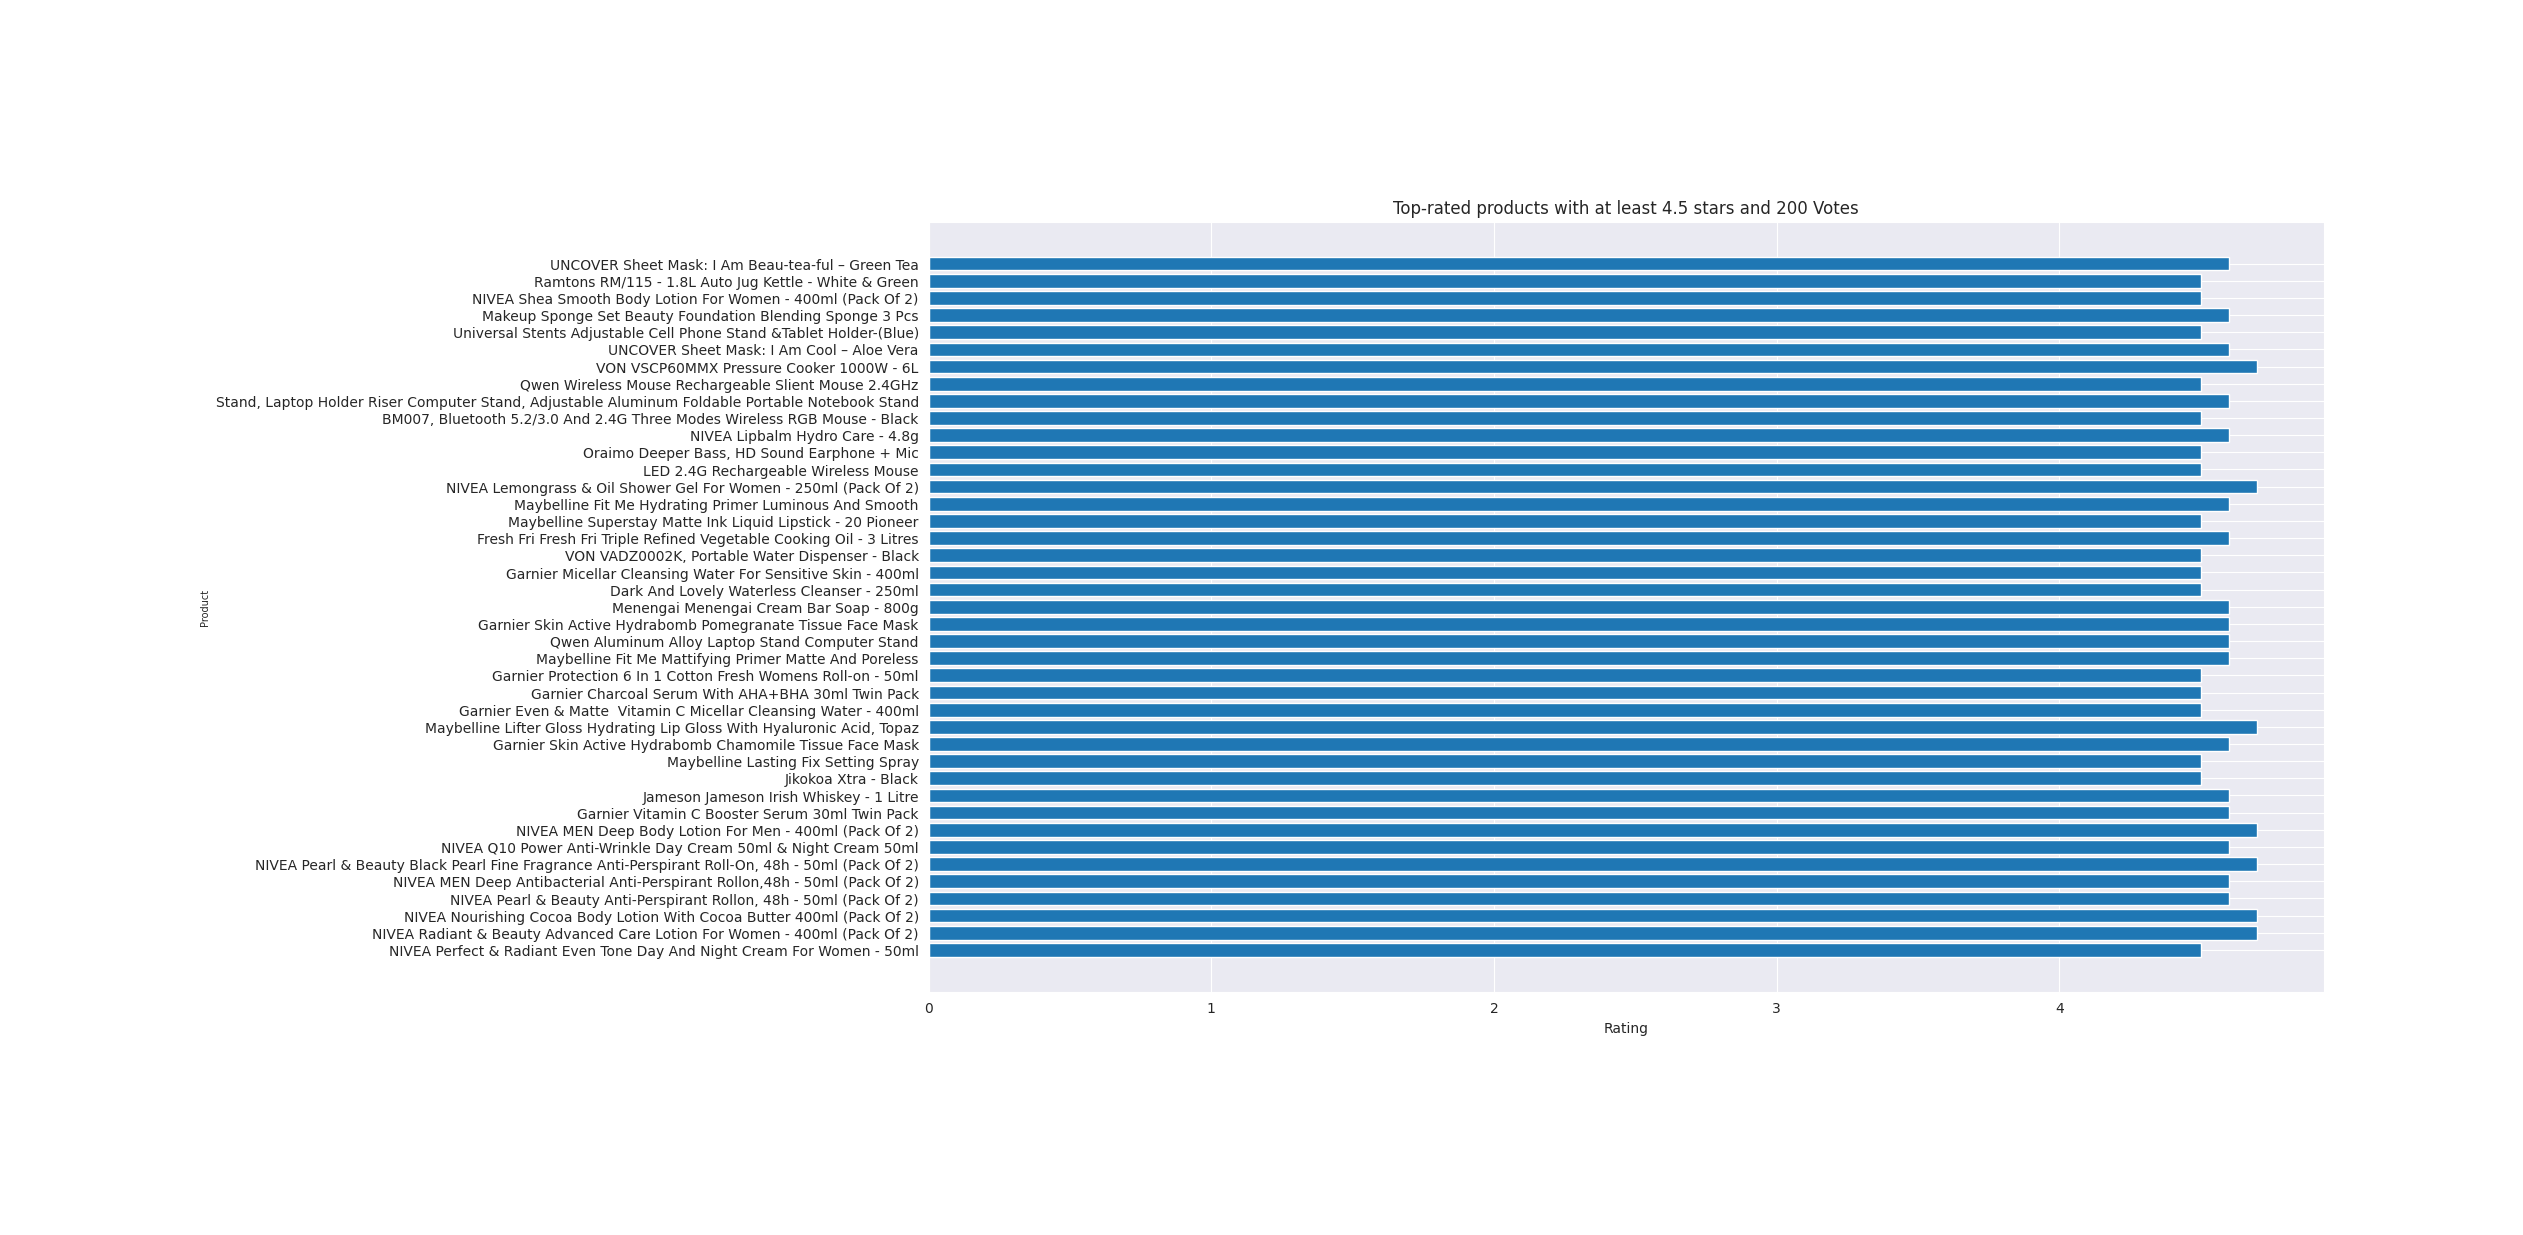 Top-rated products with at least 4.5 stars and 200 Votes
UNCOVER Sheet Mask: I Am Beau-tea-ful – Green Tea
Ramtons RM/115 - 1.8L Auto Jug Kettle - White & Green
NIVEA Shea Smooth Body Lotion For Women - 400ml (Pack Of 2)
Makeup Sponge Set Beauty Foundation Blending Sponge 3 Pcs
Universal Stents Adjustable Cell Phone Stand &Tablet Holder-(Blue)
UNCOVER Sheet Mask: I Am Cool – Aloe Vera
VON VSCP60MMX Pressure Cooker 1000W - 6L
Qwen Wireless Mouse Rechargeable Slient Mouse 2.4GHz
Stand, Laptop Holder Riser Computer Stand, Adjustable Aluminum Foldable Portable Notebook Stand
BM007, Bluetooth 5.2/3.0 And 2.4G Three Modes Wireless RGB Mouse - Black
NIVEA Lipbalm Hydro Care - 4.8g
Oraimo Deeper Bass, HD Sound Earphone + Mic
LED 2.4G Rechargeable Wireless Mouse
NIVEA Lemongrass & Oil Shower Gel For Women - 250ml (Pack Of 2)
Maybelline Fit Me Hydrating Primer Luminous And Smooth
Maybelline Superstay Matte Ink Liquid Lipstick - 20 Pioneer
Fresh Fri Fresh Fri Triple Refined Vegetable Cooking Oil - 3 Litres
VON VADZ0002K, Portable Water Dispenser - Black
Garnier Micellar Cleansing Water For Sensitive Skin - 400ml
Dark And Lovely Waterless Cleanser - 250ml
Menengai Menengai Cream Bar Soap - 800g
Garnier Skin Active Hydrabomb Pomegranate Tissue Face Mask
Qwen Aluminum Alloy Laptop Stand Computer Stand
Maybelline Fit Me Mattifying Primer Matte And Poreless
Garnier Protection 6 In 1 Cotton Fresh Womens Roll-on - 50ml
Garnier Charcoal Serum With AHA+BHA 30ml Twin Pack
Garnier Even & Matte  Vitamin C Micellar Cleansing Water - 400ml
Maybelline Lifter Gloss Hydrating Lip Gloss With Hyaluronic Acid, Topaz
Garnier Skin Active Hydrabomb Chamomile Tissue Face Mask
Maybelline Lasting Fix Setting Spray
Jikokoa Xtra - Black
Jameson Jameson Irish Whiskey - 1 Litre
Garnier Vitamin C Booster Serum 30ml Twin Pack
NIVEA MEN Deep Body Lotion For Men - 400ml (Pack Of 2)
NIVEA Q10 Power Anti-Wrinkle Day Cream 50ml & Night Cream 50ml
NIVEA Pearl & Beauty Black Pearl Fine Fragrance Anti-Perspirant Roll-On, 48h - 50ml (Pack Of 2)
NIVEA MEN Deep Antibacterial Anti-Perspirant Rollon,48h - 50ml (Pack Of 2)
NIVEA Pearl & Beauty Anti-Perspirant Rollon, 48h - 50ml (Pack Of 2)
NIVEA Nourishing Cocoa Body Lotion With Cocoa Butter 400ml (Pack Of 2)
NIVEA Radiant & Beauty Advanced Care Lotion For Women - 400ml (Pack Of 2)
NIVEA Perfect & Radiant Even Tone Day And Night Cream For Women - 50ml
Product
0 1 2 3 4
Rating